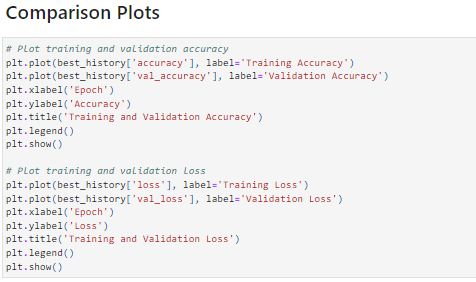 Comparison Plots
# Plot training and validation accuracy
plt.plot(best_history['accuracy'], label='Training Accuracy')
plt.plot(best_history['val_accuracy'], label='Validation Accuracy')
plt.xlabel('Epoch')
plt.ylabel('Accuracy')
plt.title('Training and Validation Accuracy')
plt.legend()
plt.show()
# Plot training and validation Loss
plt.plot(best_history['loss'], label='Training Loss')
plt.plot(best_history['val_loss'], label='Validation Loss')
plt.xlabel('Epoch')
plt.ylabel('Loss')
plt.title('Training and Validation Loss')
plt.legend()
plt.show()